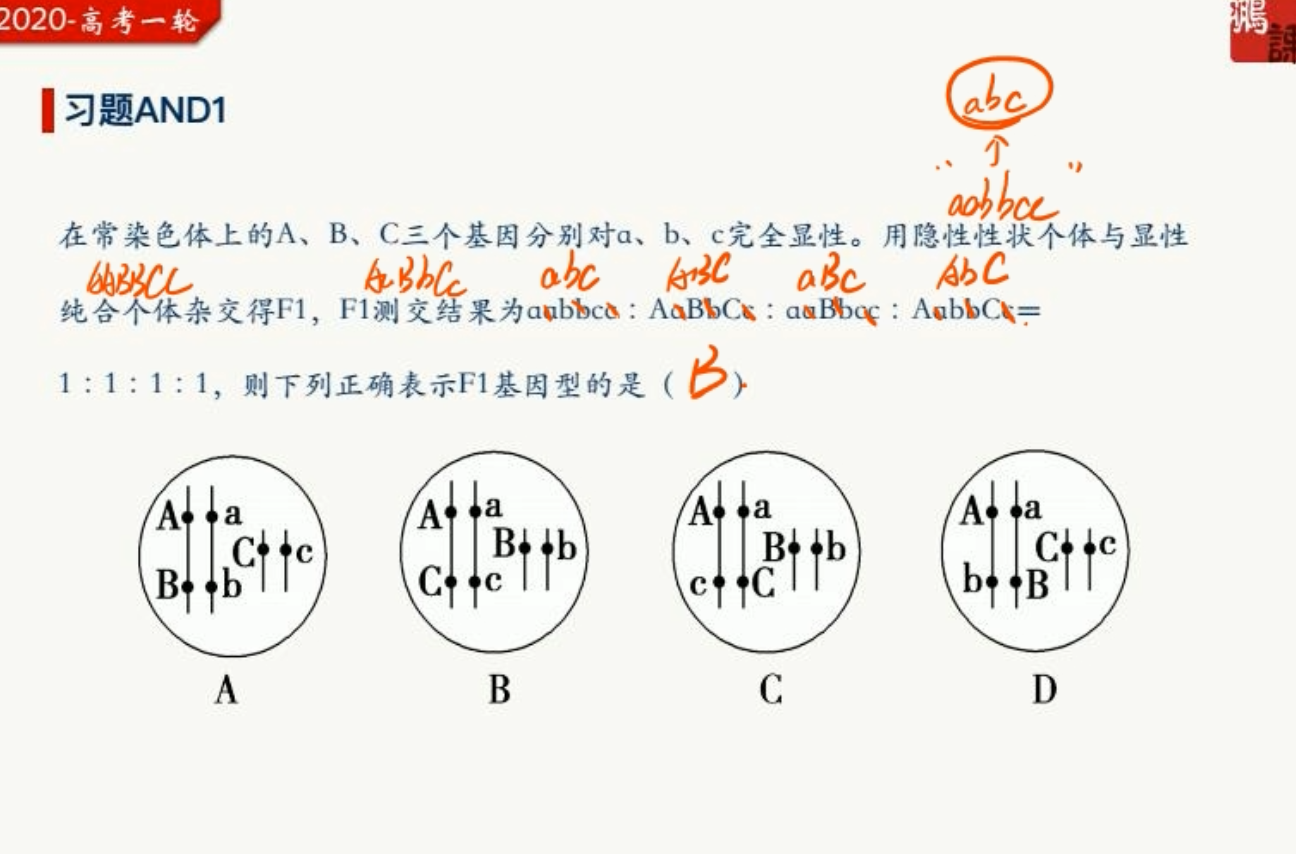 2020-高考一轮
鹏
課
习题AND1
abc
↑
“ aabbcc ”
在常染色体上的A、B、C三个基因分别对a、b、c完全显性。用隐性性状个体与显性
AABBCC AaBbCc abc ABC aBc AbC
纯合个体杂交得F1，F1测交结果为aabbcc：AaBbCc：aaBbcc：AabbCc=
1：1：1：1，则下列正确表示F1基因型的是（ B ）
A a C c B b
A a B b C c
A a B b c C
A a C c b B
A B C D